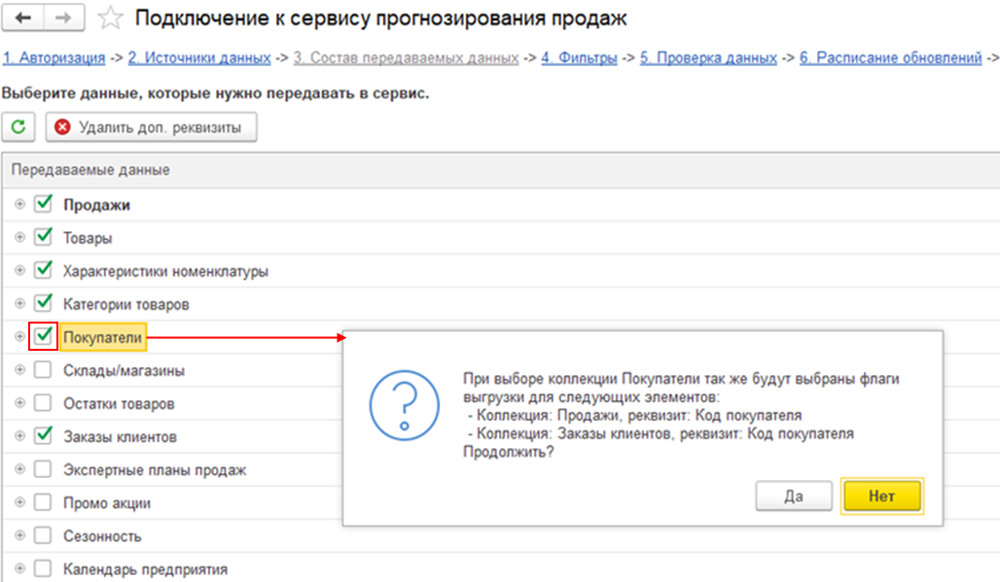 Подключение к сервису прогнозирования продаж
1. Авторизация -> 2. Источники данных -> 3. Состав передаваемых данных -> 4. Фильтры -> 5. Проверка данных -> 6. Расписание обновлений ->
Выберите данные, которые нужно передавать в сервис.
Удалить доп. реквизиты
Передаваемые данные
Продажи
Товары
Характеристики номенклатуры
Категории товаров
Покупатели
Склады/магазины
Остатки товаров
Заказы клиентов
Экспертные планы продаж
Промо акции
Сезонность
Календарь предприятия
При выборе коллекции Покупатели так же будут выбраны флаги
выгрузки для следующих элементов:
- Коллекция: Продажи, реквизит: Код покупателя
- Коллекция: Заказы клиентов, реквизит: Код покупателя
Продолжить?
Да
Нет